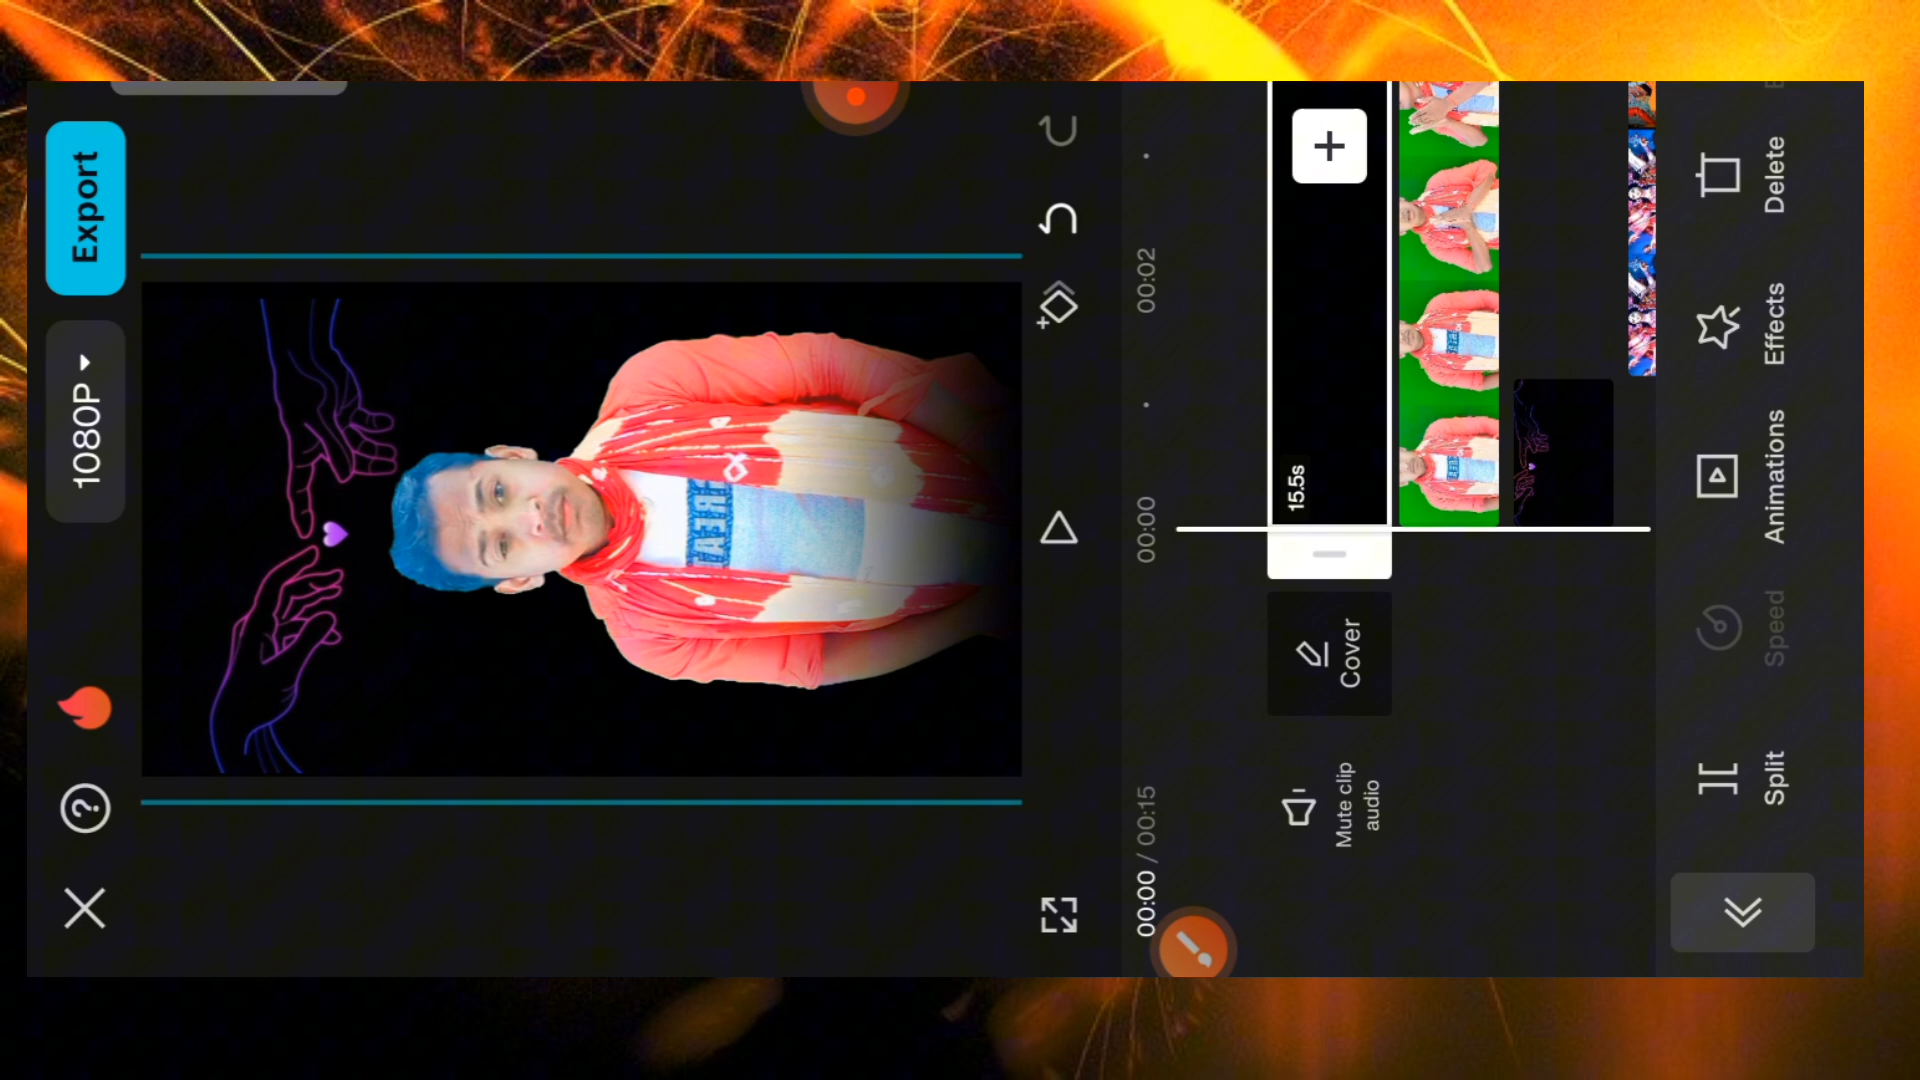 Export
1080P
?
00:00 / 00:15
00:00
00:02
15.5s
Cover
Mute clip
audio
Split
Speed
Animations
Effects
Delete